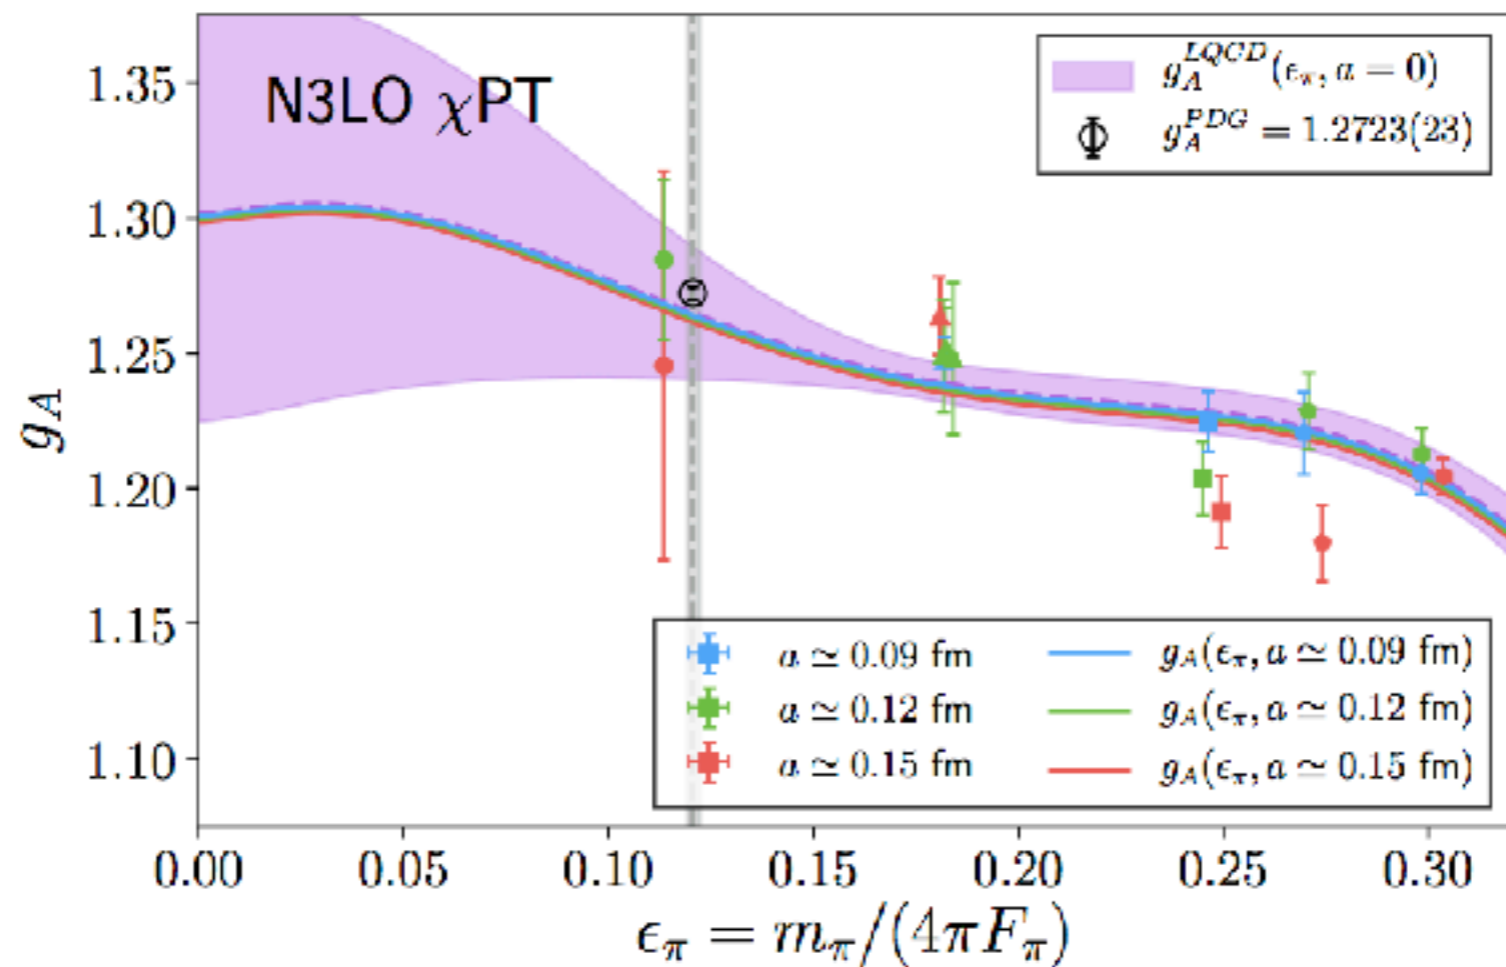 N3LO χPT
g_A^{LQCD}(ϵ_π, a = 0)
g_A^{PDG} = 1.2723(23)
1.35
1.30
1.25
1.20
1.15
1.10
g_A
a ≃ 0.09 fm
g_A(ϵ_π, a ≃ 0.09 fm)
a ≃ 0.12 fm
g_A(ϵ_π, a ≃ 0.12 fm)
a ≃ 0.15 fm
g_A(ϵ_π, a ≃ 0.15 fm)
0.00 0.05 0.10 0.15 0.20 0.25 0.30
ϵ_π = m_π/(4πF_π)